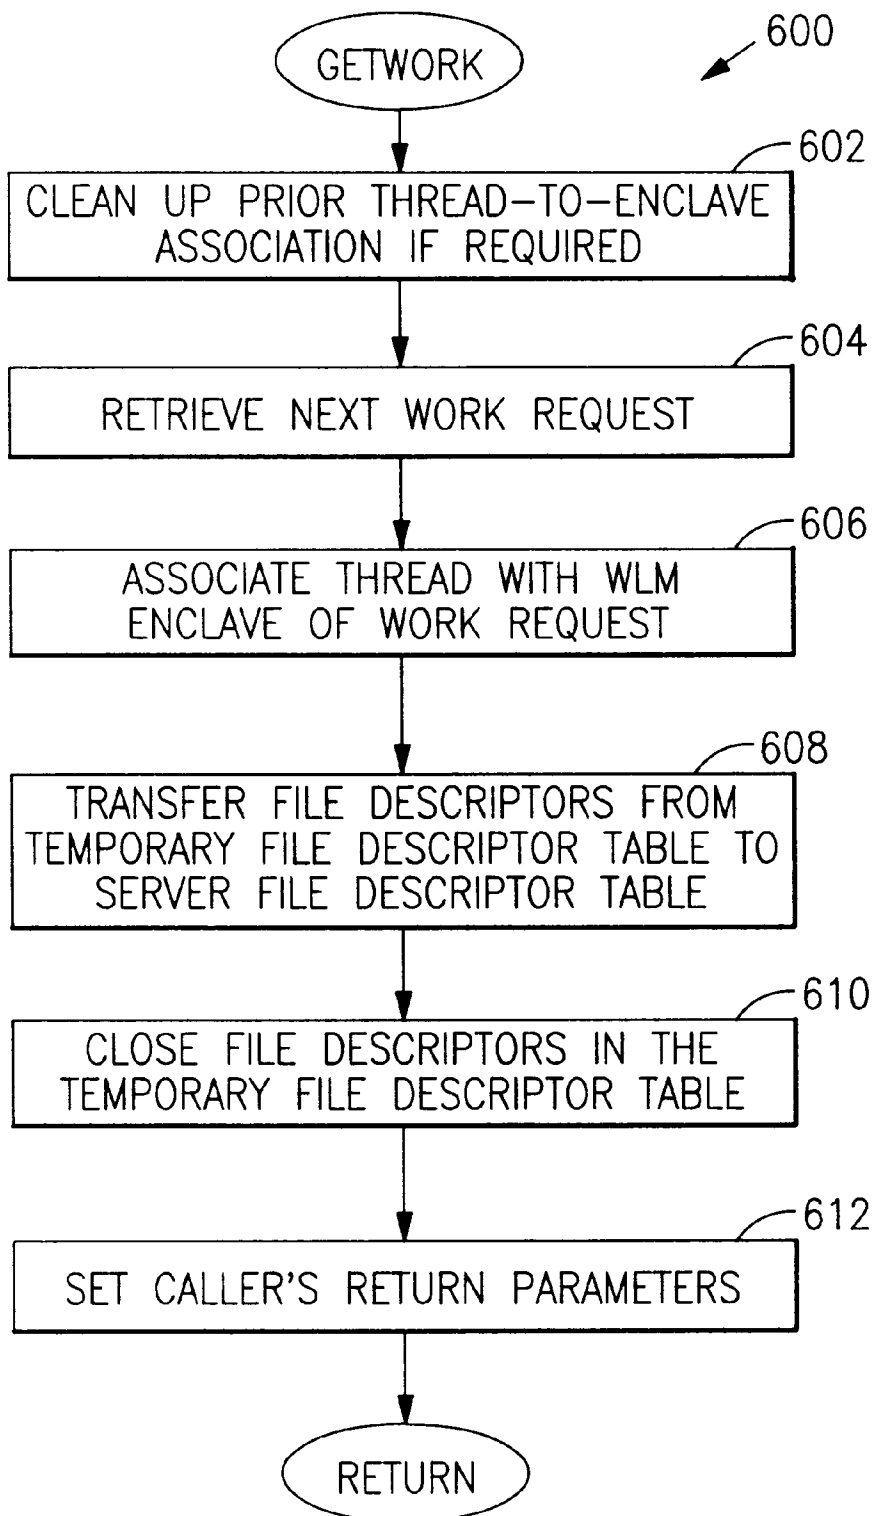 600
GETWORK
602
CLEAN UP PRIOR THREAD-TO-ENCLAVE
ASSOCIATION IF REQUIRED
604
RETRIEVE NEXT WORK REQUEST
606
ASSOCIATE THREAD WITH WLM
ENCLAVE OF WORK REQUEST
608
TRANSFER FILE DESCRIPTORS FROM
TEMPORARY FILE DESCRIPTOR TABLE TO
SERVER FILE DESCRIPTOR TABLE
610
CLOSE FILE DESCRIPTORS IN THE
TEMPORARY FILE DESCRIPTOR TABLE
612
SET CALLER'S RETURN PARAMETERS
RETURN